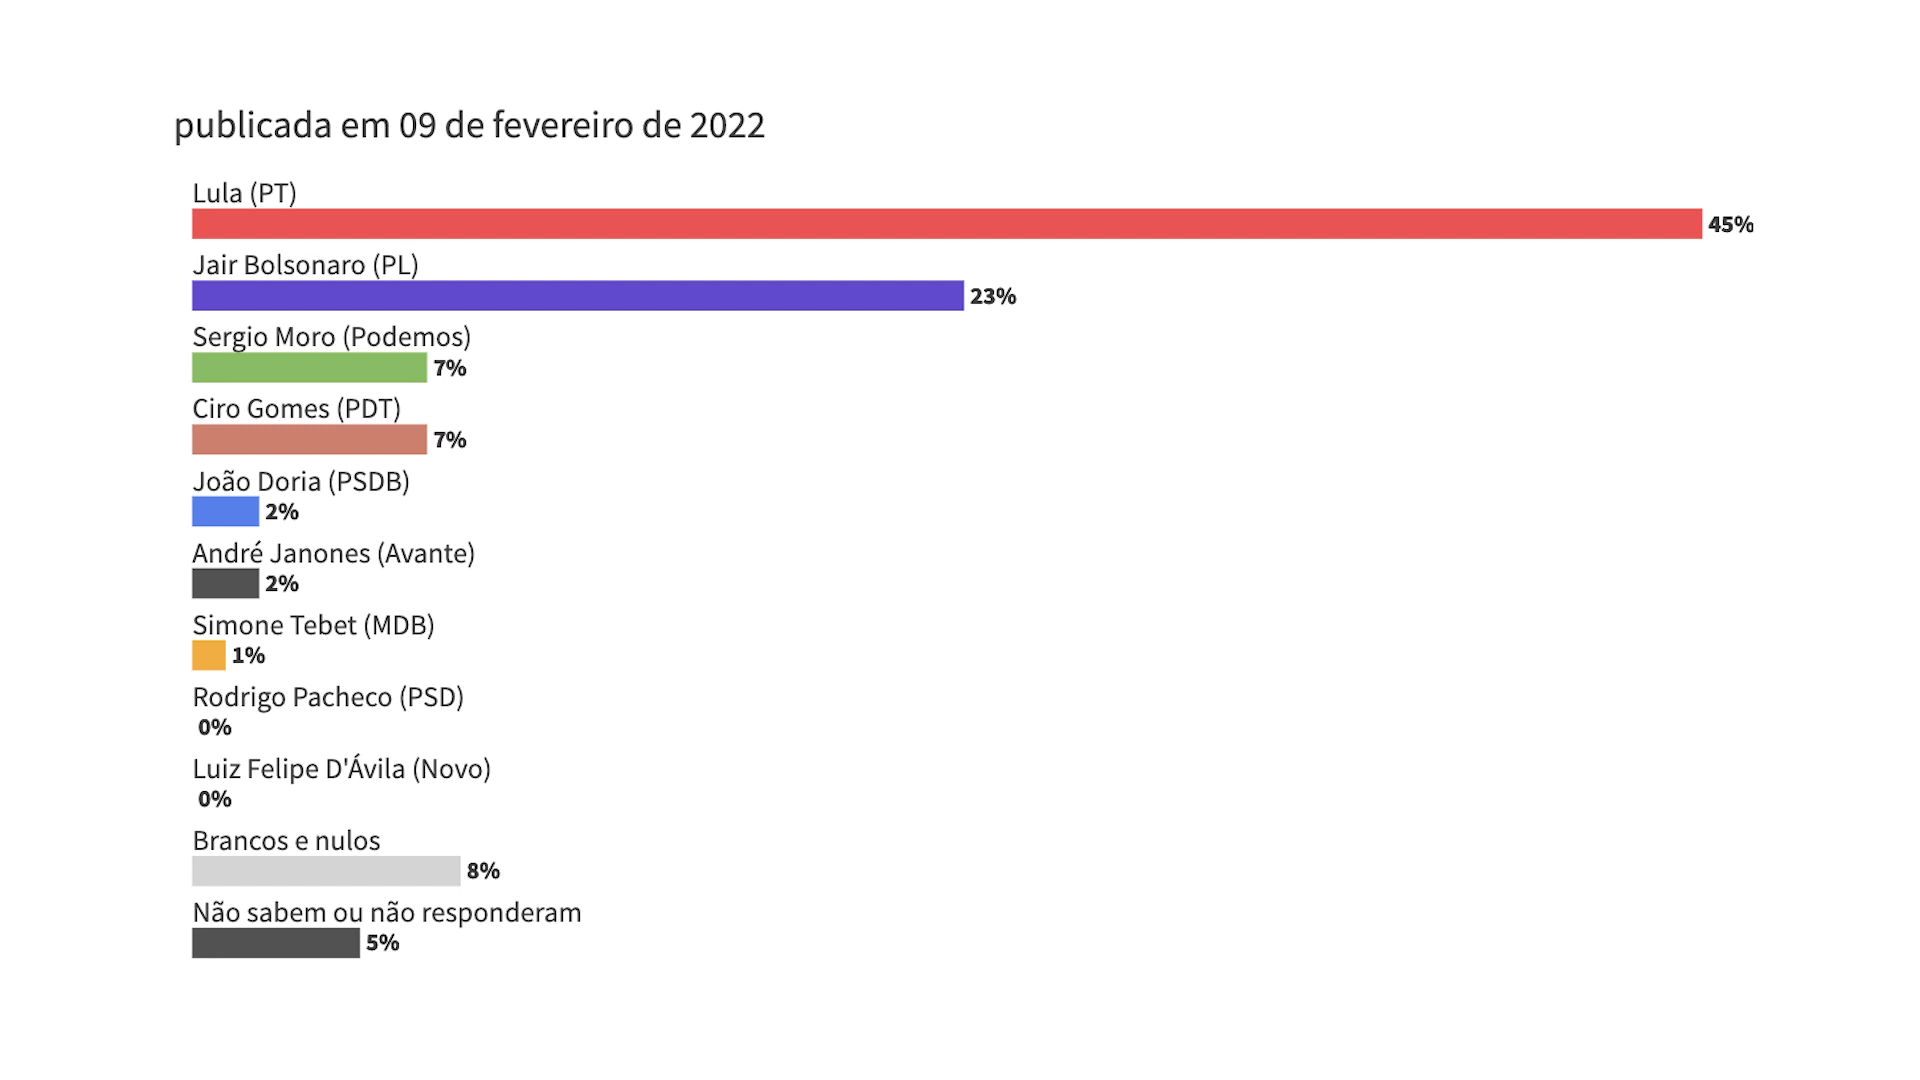 publicada em 09 de fevereiro de 2022
Lula (PT)
45%
Jair Bolsonaro (PL)
23%
Sergio Moro (Podemos)
7%
Ciro Gomes (PDT)
7%
João Doria (PSDB)
2%
André Janones (Avante)
2%
Simone Tebet (MDB)
1%
Rodrigo Pacheco (PSD)
0%
Luiz Felipe D'Ávila (Novo)
0%
Brancos e nulos
8%
Não sabem ou não responderam
5%